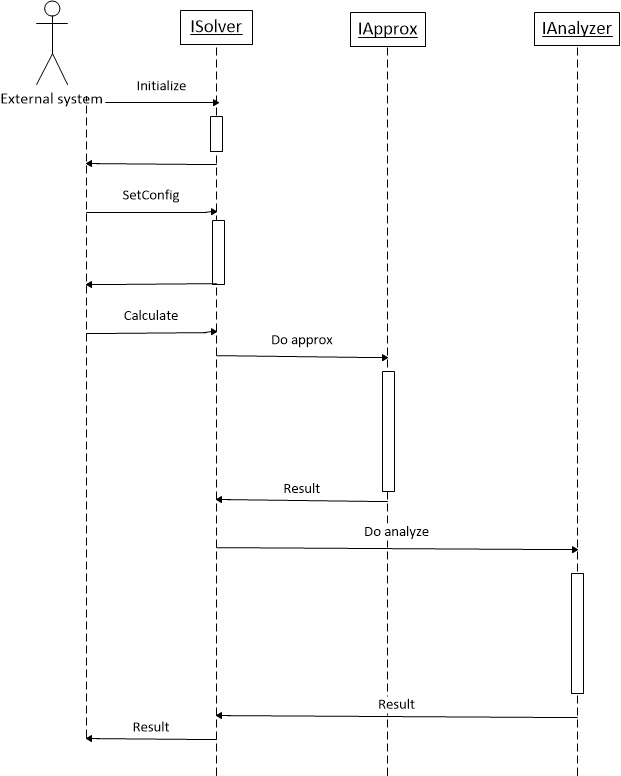 ISolver
IApprox
IAnalyzer
External system
Initialize
SetConfig
Calculate
Do approx
Result
Do analyze
Result
Result